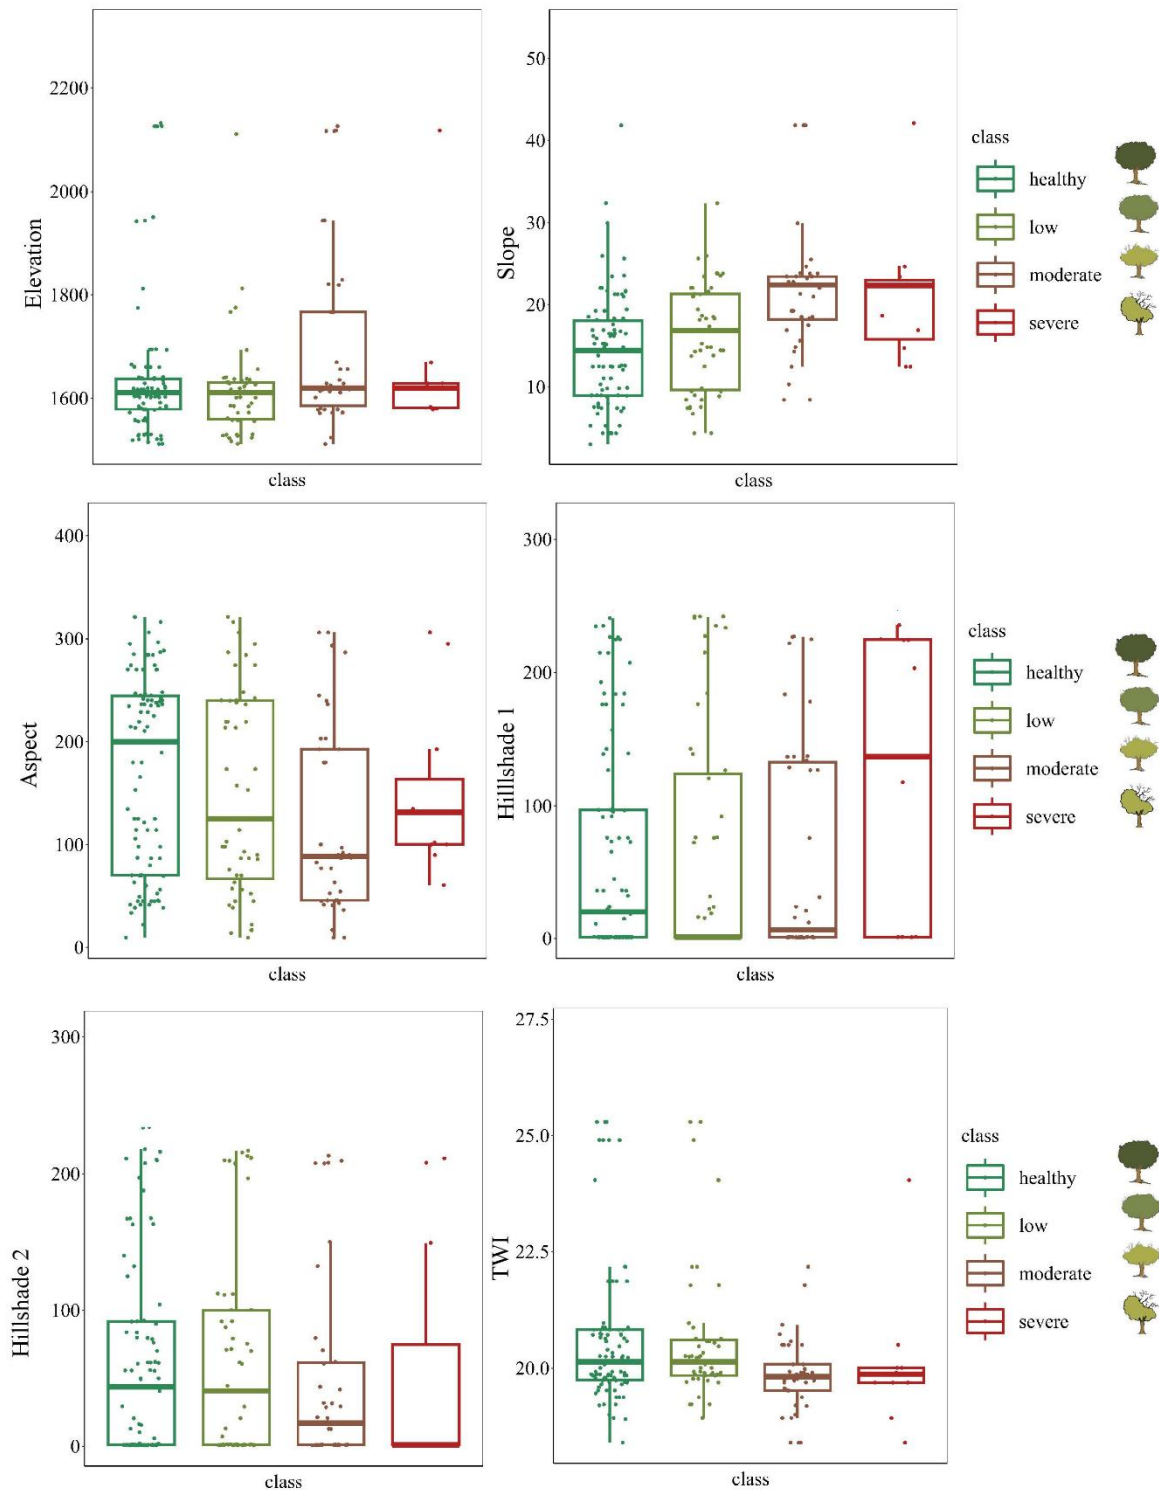 2200
2000
1800
1600
Elevation
class
50
40
30
20
10
Slope
class
class
healthy
low
moderate
severe
400
300
200
100
0
Aspect
class
300
200
100
0
Hilllshade 1
class
class
healthy
low
moderate
severe
300
200
100
0
Hillshade 2
class
27.5
25.0
22.5
20.0
TWI
class
class
healthy
low
moderate
severe